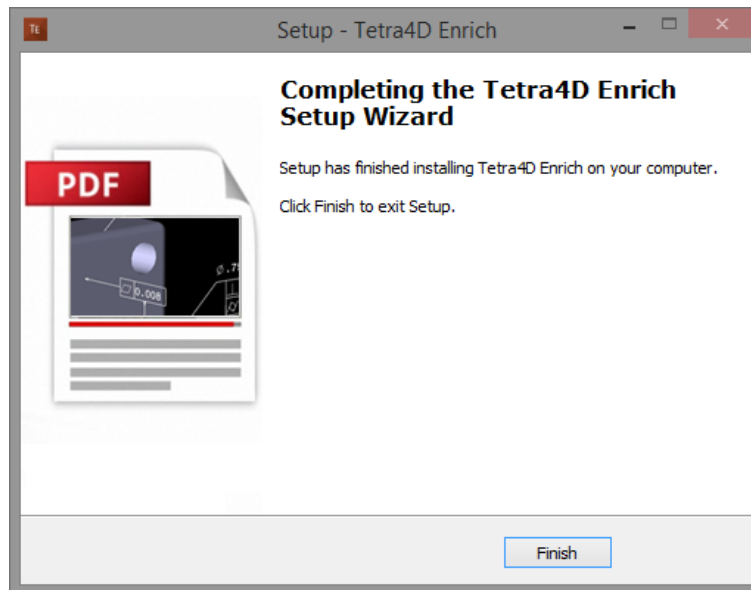 TE
Setup - Tetra4D Enrich
Completing the Tetra4D Enrich
Setup Wizard
Setup has finished installing Tetra4D Enrich on your computer.
Click Finish to exit Setup.
PDF
0.008
Ø.75
Finish